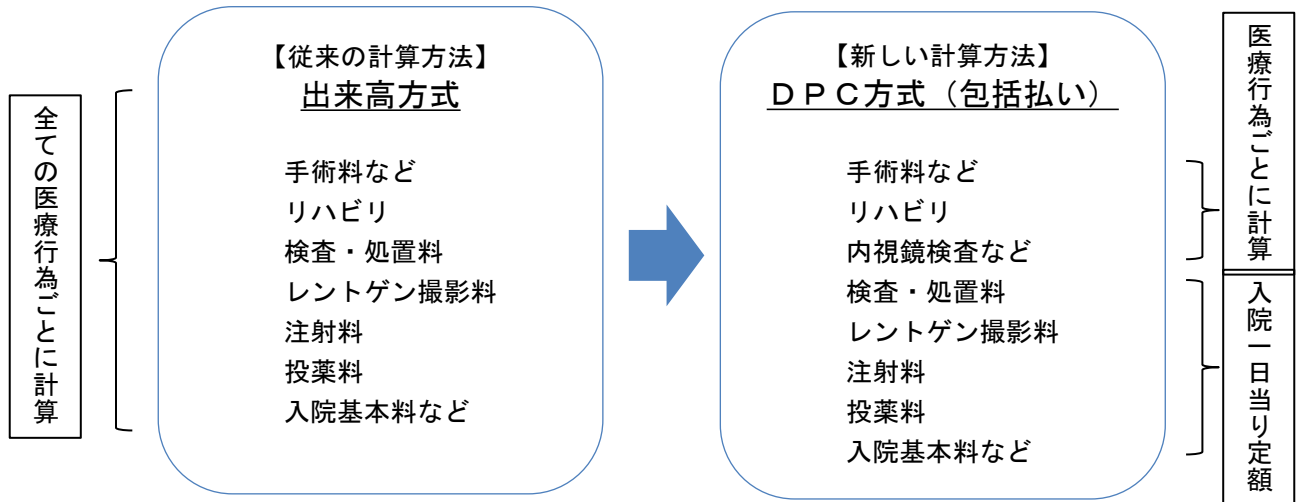 全ての医療行為ごとに計算
【従来の計算方法】
出来高方式
手術料など
リハビリ
検査・処置料
レントゲン撮影料
注射料
投薬料
入院基本料など
【新しい計算方法】
ＤＰＣ方式（包括払い）
手術料など
リハビリ
内視鏡検査など
検査・処置料
レントゲン撮影料
注射料
投薬料
入院基本料など
医療行為ごとに計算
入院一日当り定額